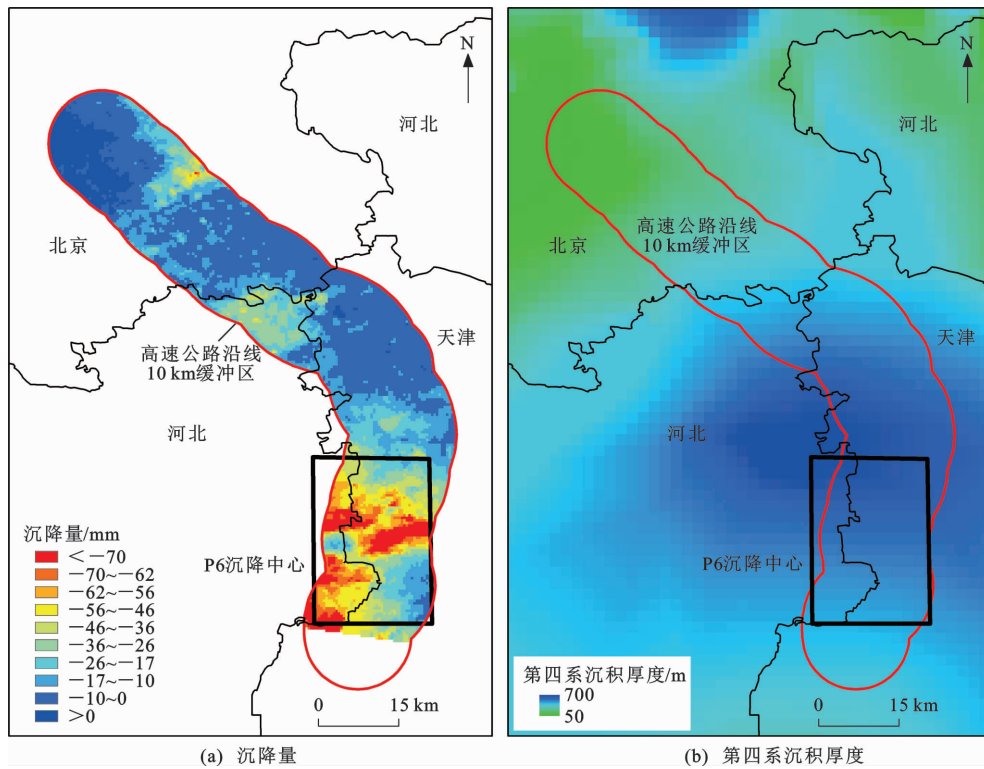 N
河北
北京
天津
高速公路沿线
10 km缓冲区
河北
P6沉降中心
沉降量/mm
<-70
-70~-62
-62~-56
-56~-46
-46~-36
-36~-26
-26~-17
-17~-10
-10~0
>0
0 15 km
(a) 沉降量
N
河北
高速公路沿线
10 km缓冲区
北京
天津
河北
P6沉降中心
第四系沉积厚度/m
700
50
0 15 km
(b) 第四系沉积厚度